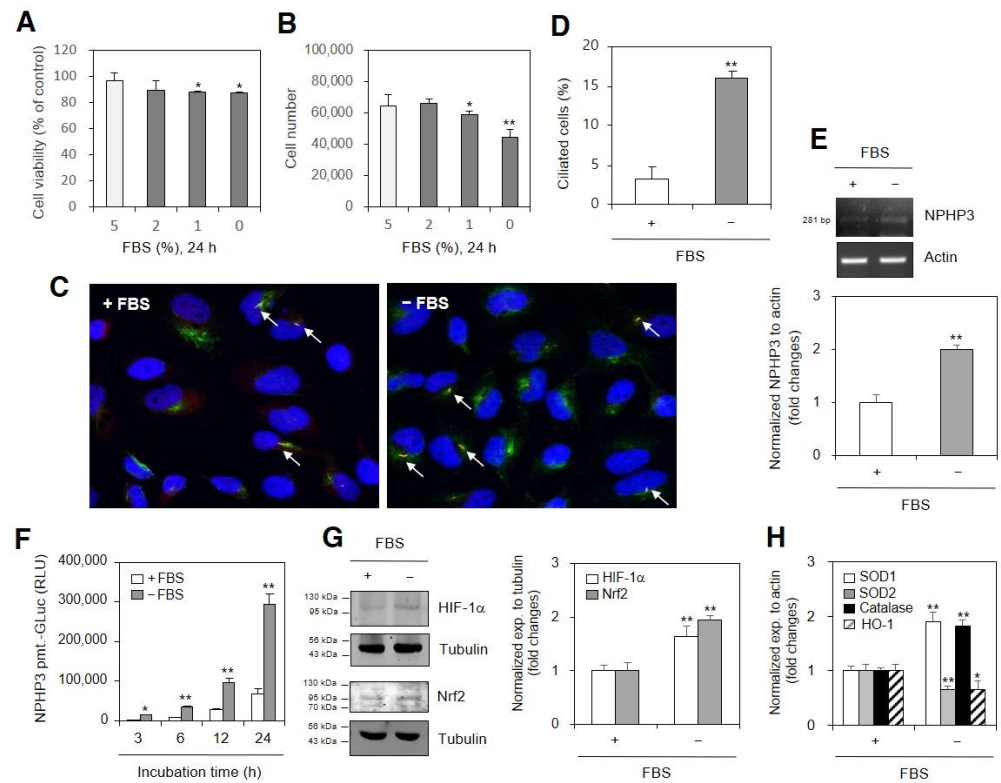 A
Cell viability (% of control)
120
100
80
60
40
20
0
*
*
5 2 1 0
FBS (%), 24 h
B
Cell number
100,000
80,000
60,000
40,000
20,000
0
*
**
5 2 1 0
FBS (%), 24 h
D
Ciliated cells (%)
20
15
10
5
0
**
+ −
FBS
E
FBS
+ −
281 bp
NPHP3
Actin
Normalized NPHP3 to actin
(fold changes)
3
2
1
0
**
+ −
FBS
C
+ FBS
− FBS
F
NPHP3 pmt.-GLuc (RLU)
400,000
300,000
200,000
100,000
0
+ FBS
− FBS
*
**
**
**
3 6 12 24
Incubation time (h)
G
FBS
+ −
130 kDa
95 kDa
HIF-1α
56 kDa
43 kDa
Tubulin
130 kDa
95 kDa
70 kDa
Nrf2
56 kDa
43 kDa
Tubulin
Normalized exp. to tubulin
(fold changes)
3
2
1
0
HIF-1α
Nrf2
** **
+ −
FBS
H
Normalized exp. to actin
(fold changes)
3
2
1
0
SOD1
SOD2
Catalase
HO-1
** **
** *
+ −
FBS